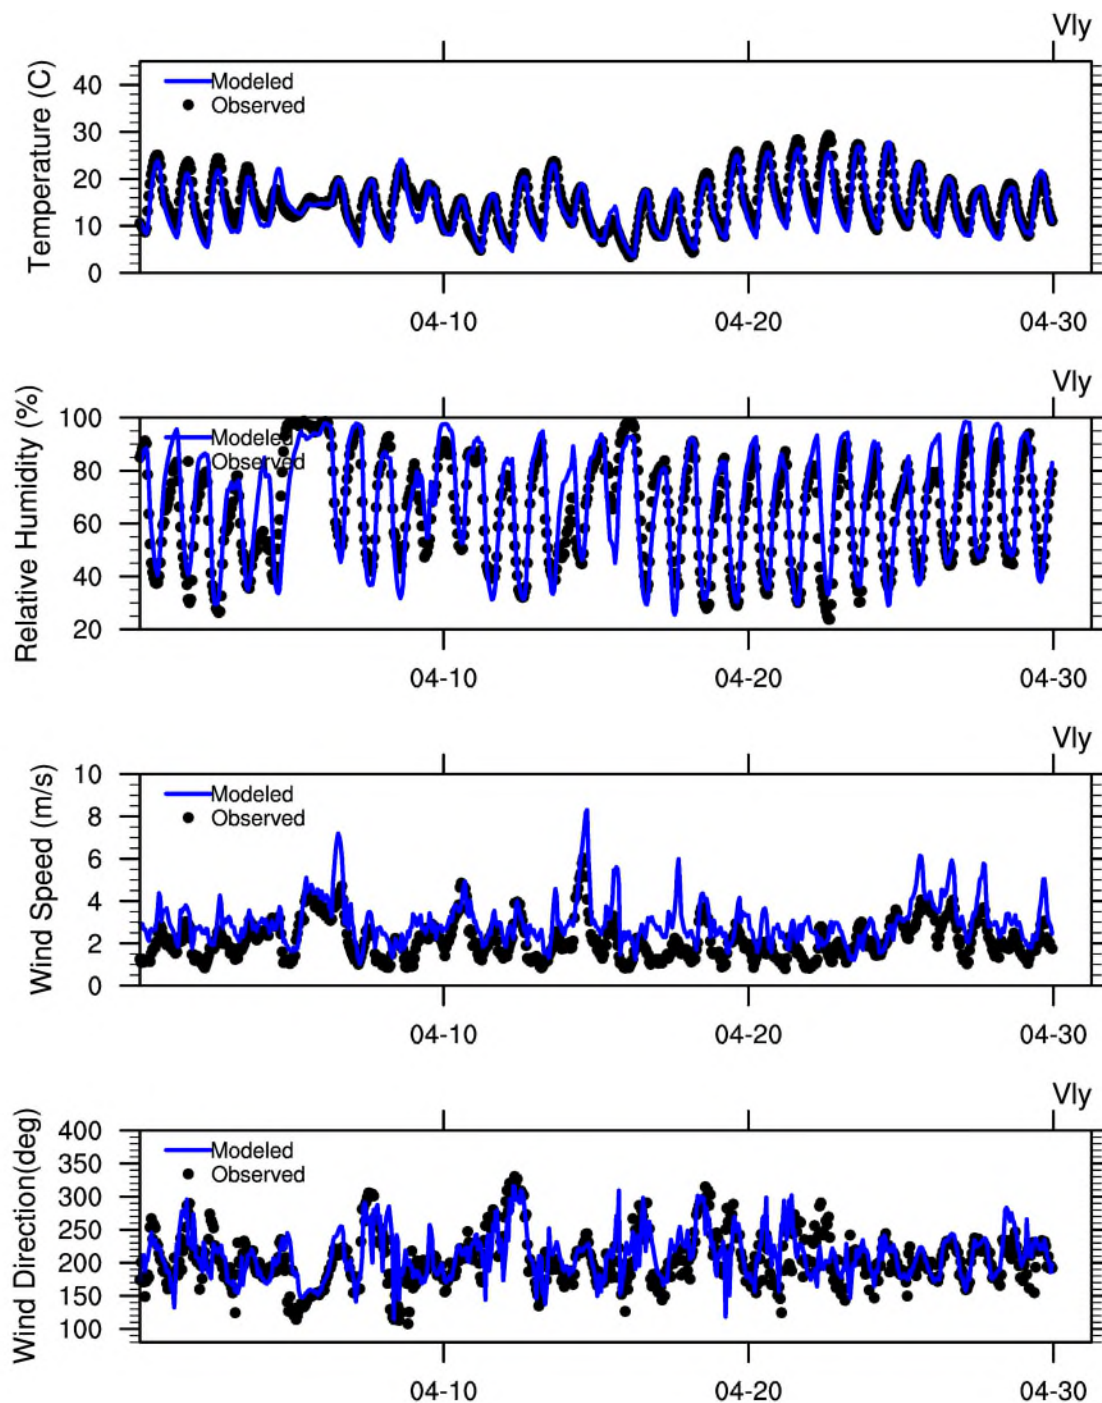 Vly
Temperature (C)
40
30
20
10
0
Modeled
Observed
04-10
04-20
04-30
Vly
Relative Humidity (%)
100
80
60
40
20
Modeled
Observed
04-10
04-20
04-30
Vly
Wind Speed (m/s)
10
8
6
4
2
0
Modeled
Observed
04-10
04-20
04-30
Vly
Wind Direction(deg)
400
350
300
250
200
150
100
Modeled
Observed
04-10
04-20
04-30